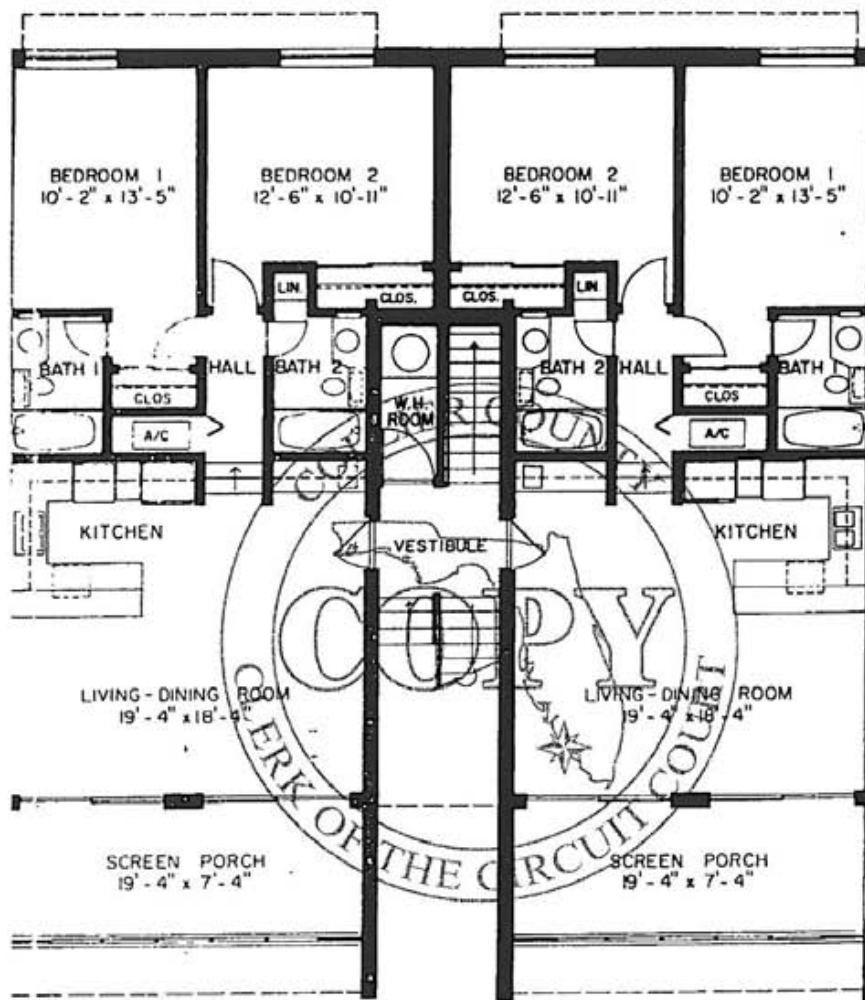 BEDROOM 1
10'-2" x 13'-5"
BEDROOM 2
12'-6" x 10'-11"
BEDROOM 2
12'-6" x 10'-11"
BEDROOM 1
10'-2" x 13'-5"
LIN.
CLOS.
CLOS.
LIN
BATH 1
HALL
BATH 2
BATH 2
HALL
BATH
CLOS
W.H.
ROOM
CLOS
A/C
A/C
KITCHEN
VESTIBULE
KITCHEN
COPY
LIVING-DINING ROOM
19'-4" x 18'-4"
LIVING-DINING ROOM
19'-4" x 18'-4"
CLERK OF THE CIRCUIT COURT
SCREEN PORCH
19'-4" x 7'-4"
SCREEN PORCH
19'-4" x 7'-4"